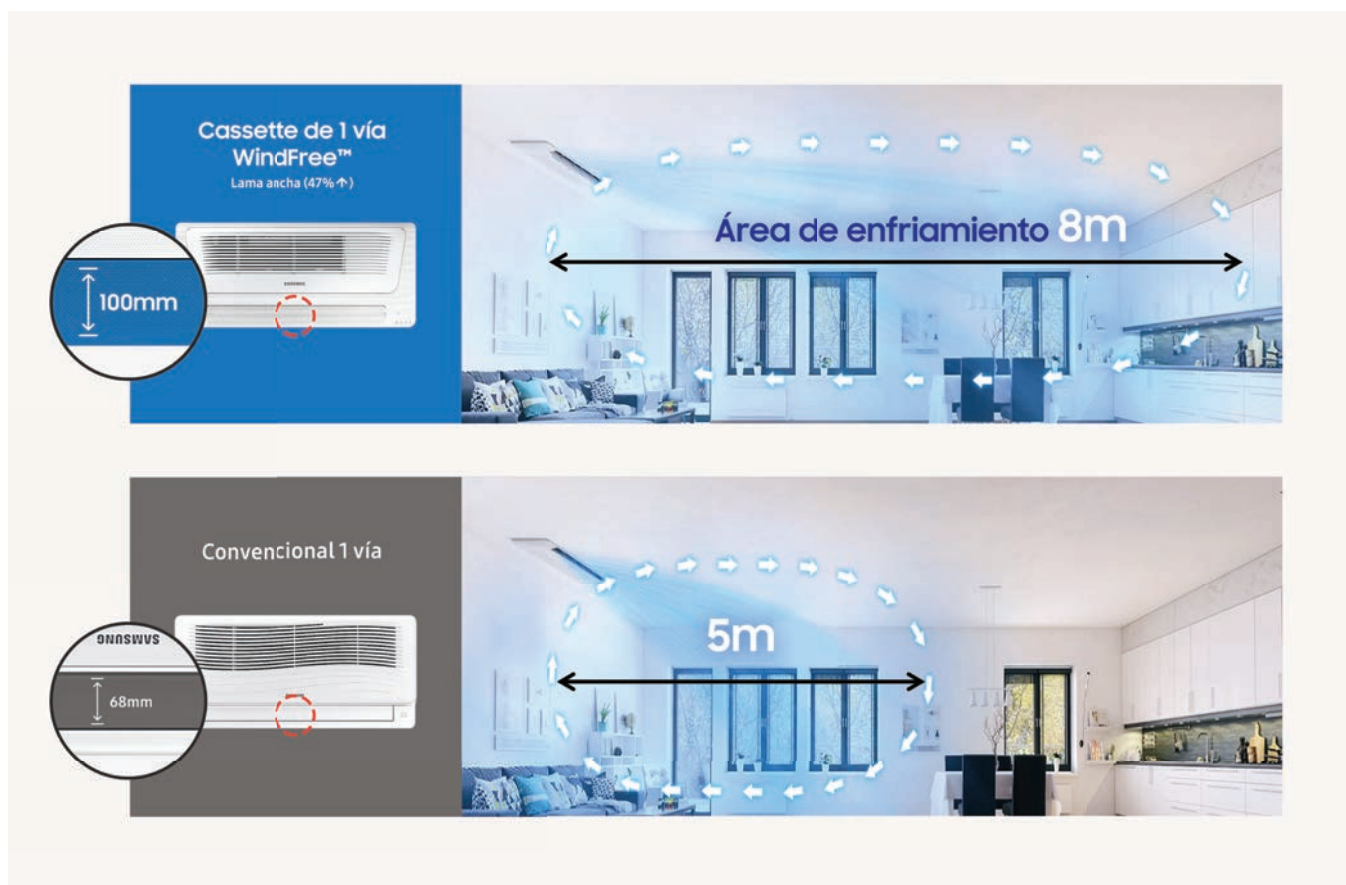 Cassette de 1 vía
WindFree™
Lama ancha (47%↑)
100mm
SAMSUNG
Área de enfriamiento 8m
Convencional 1 vía
SAMSUNG
68mm
5m